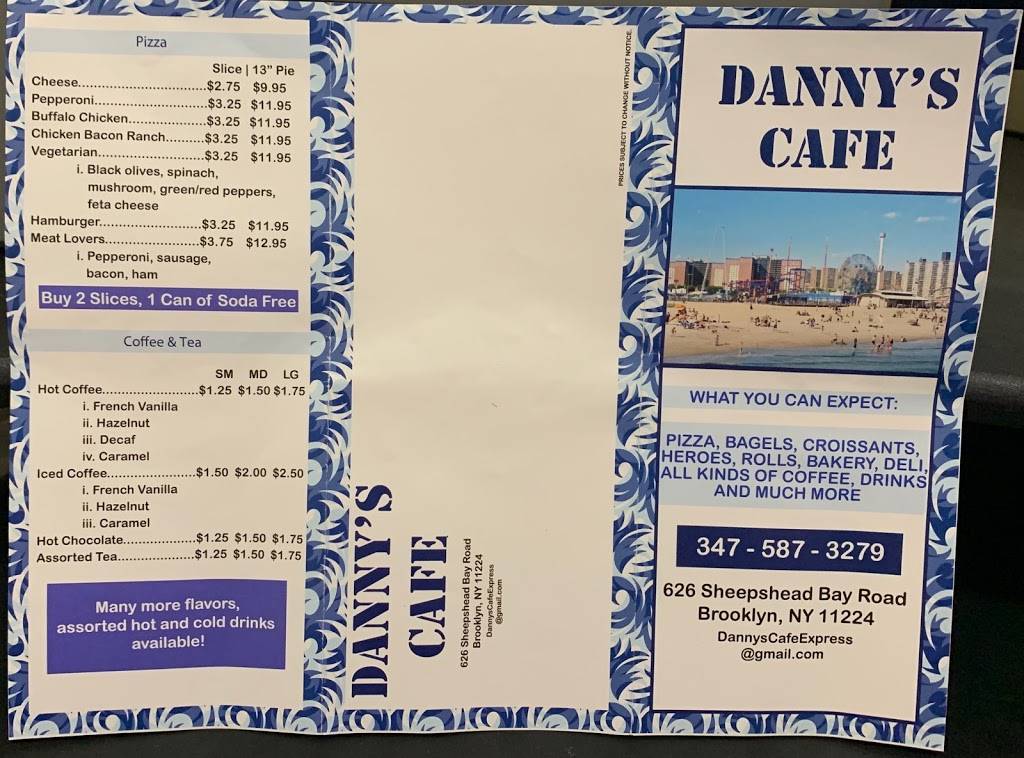 Pizza
Slice | 13" Pie
Cheese................................$2.75 $9.95
Pepperoni............................$3.25 $11.95
Buffalo Chicken...................$3.25 $11.95
Chicken Bacon Ranch.........$3.25 $11.95
Vegetarian...........................$3.25 $11.95
i. Black olives, spinach,
mushroom, green/red peppers,
feta cheese
Hamburger.........................$3.25 $11.95
Meat Lovers.......................$3.75 $12.95
i. Pepperoni, sausage,
bacon, ham
Buy 2 Slices, 1 Can of Soda Free
Coffee & Tea
SM MD LG
Hot Coffee........................$1.25 $1.50 $1.75
i. French Vanilla
ii. Hazelnut
iii. Decaf
iv. Caramel
Iced Coffee......................$1.50 $2.00 $2.50
i. French Vanilla
ii. Hazelnut
iii. Caramel
Hot Chocolate..................$1.25 $1.50 $1.75
Assorted Tea...................$1.25 $1.50 $1.75
Many more flavors,
assorted hot and cold drinks
available!
DANNY'S
CAFE
626 Sheepshead Bay Road
Brooklyn, NY 11224
DannysCafeExpress
@gmail.com
PRICES SUBJECT TO CHANGE WITHOUT NOTICE.
DANNY'S
CAFE
WHAT YOU CAN EXPECT:
PIZZA, BAGELS, CROISSANTS,
HEROES, ROLLS, BAKERY, DELI,
ALL KINDS OF COFFEE, DRINKS
AND MUCH MORE
347 - 587 - 3279
626 Sheepshead Bay Road
Brooklyn, NY 11224
DannysCafeExpress
@gmail.com